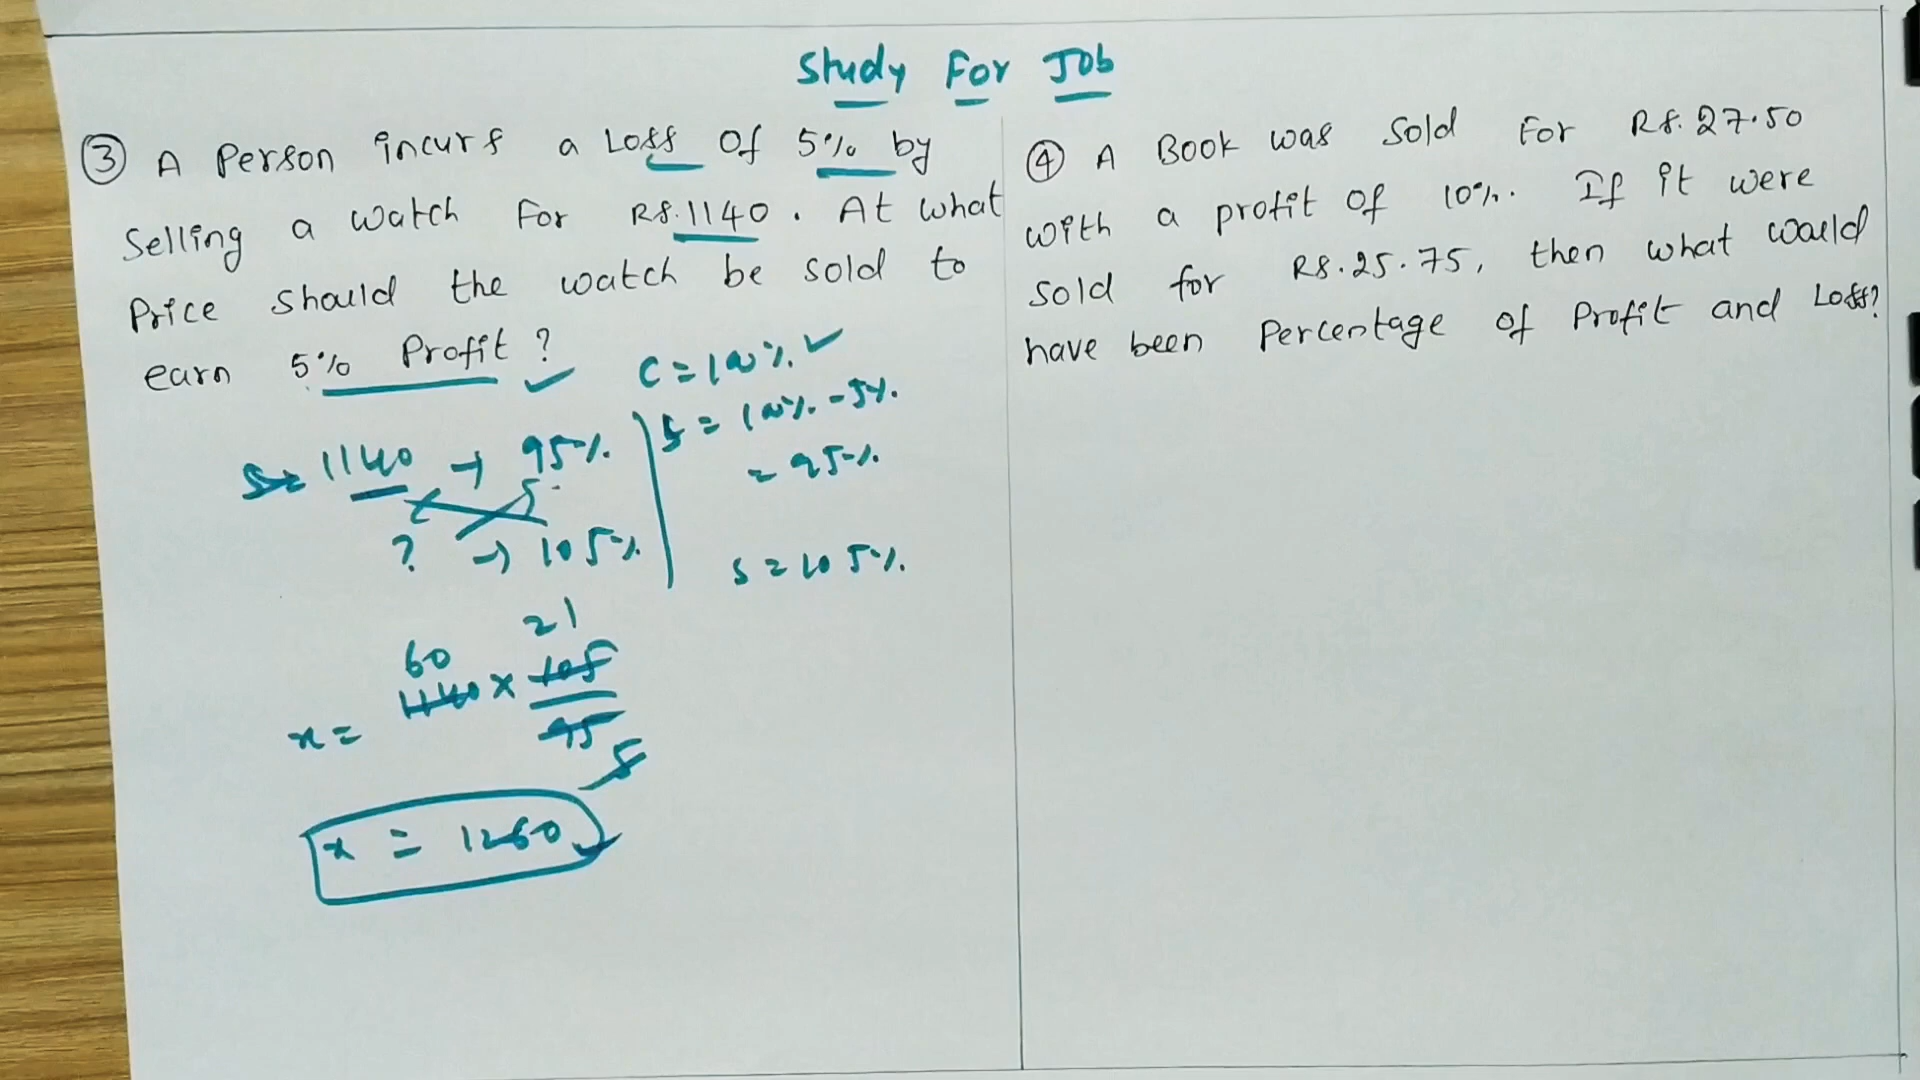 Study For Job
③ A Person incurs a Loss of 5% by
Selling a watch For RS.1140. At what
Price should the watch be sold to
earn 5% Profit?
C = 100%
S = 100% - 5%
= 95%
S = 1140 → 95%
? → 105%
S = 105%
21
60
x = 1140 x 105
95
5
x = 1260
④ A Book was sold For RS.27.50
with a profit of 10%. If it were
sold for RS.25.75, then what would
have been Percentage of Profit and Loss?